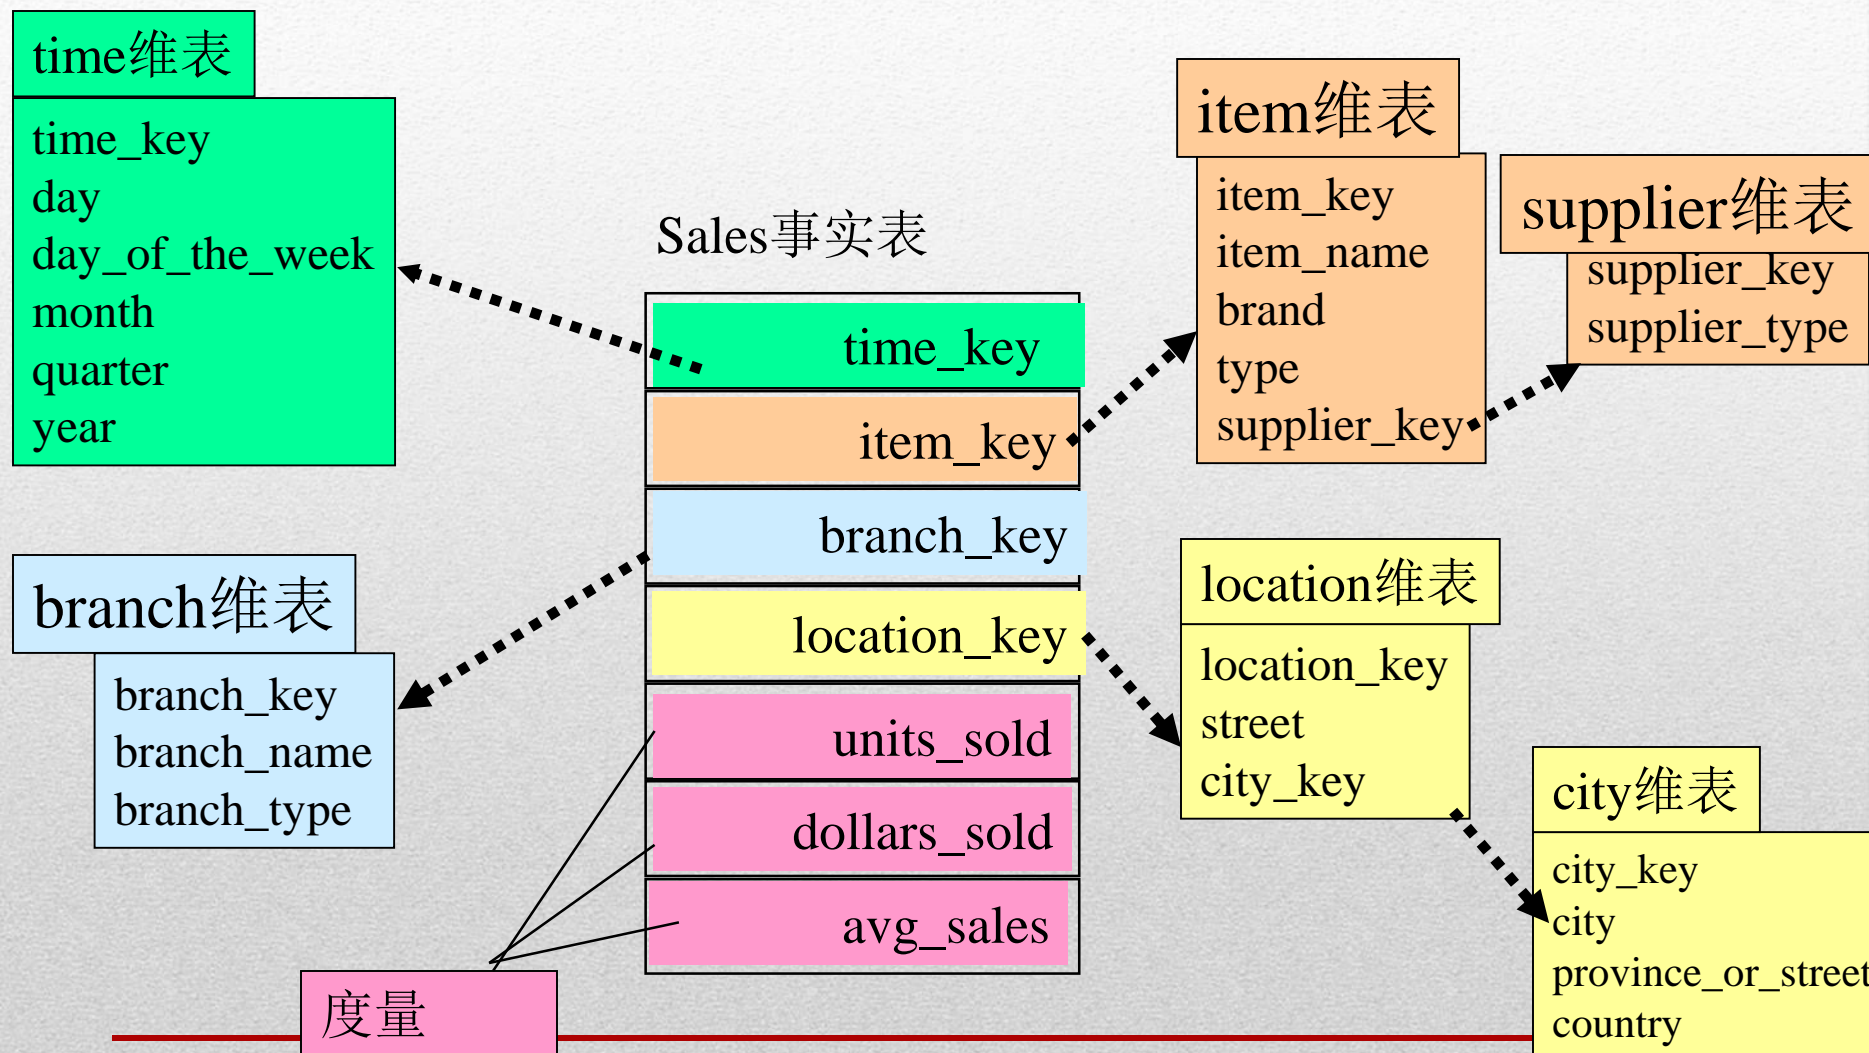 time维表
time_key
day
day_of_the_week
month
quarter
year
branch维表
branch_key
branch_name
branch_type
Sales事实表
time_key
item_key
branch_key
location_key
units_sold
dollars_sold
avg_sales
度量
item维表
item_key
item_name
brand
type
supplier_key
supplier维表
supplier_key
supplier_type
location维表
location_key
street
city_key
city维表
city_key
city
province_or_street
country